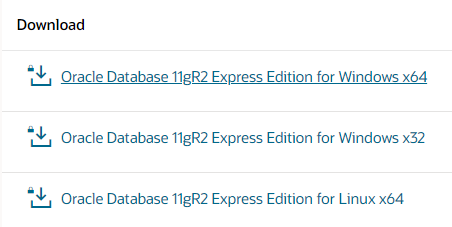 Download
Oracle Database 11gR2 Express Edition for Windows x64
Oracle Database 11gR2 Express Edition for Windows x32
Oracle Database 11gR2 Express Edition for Linux x64